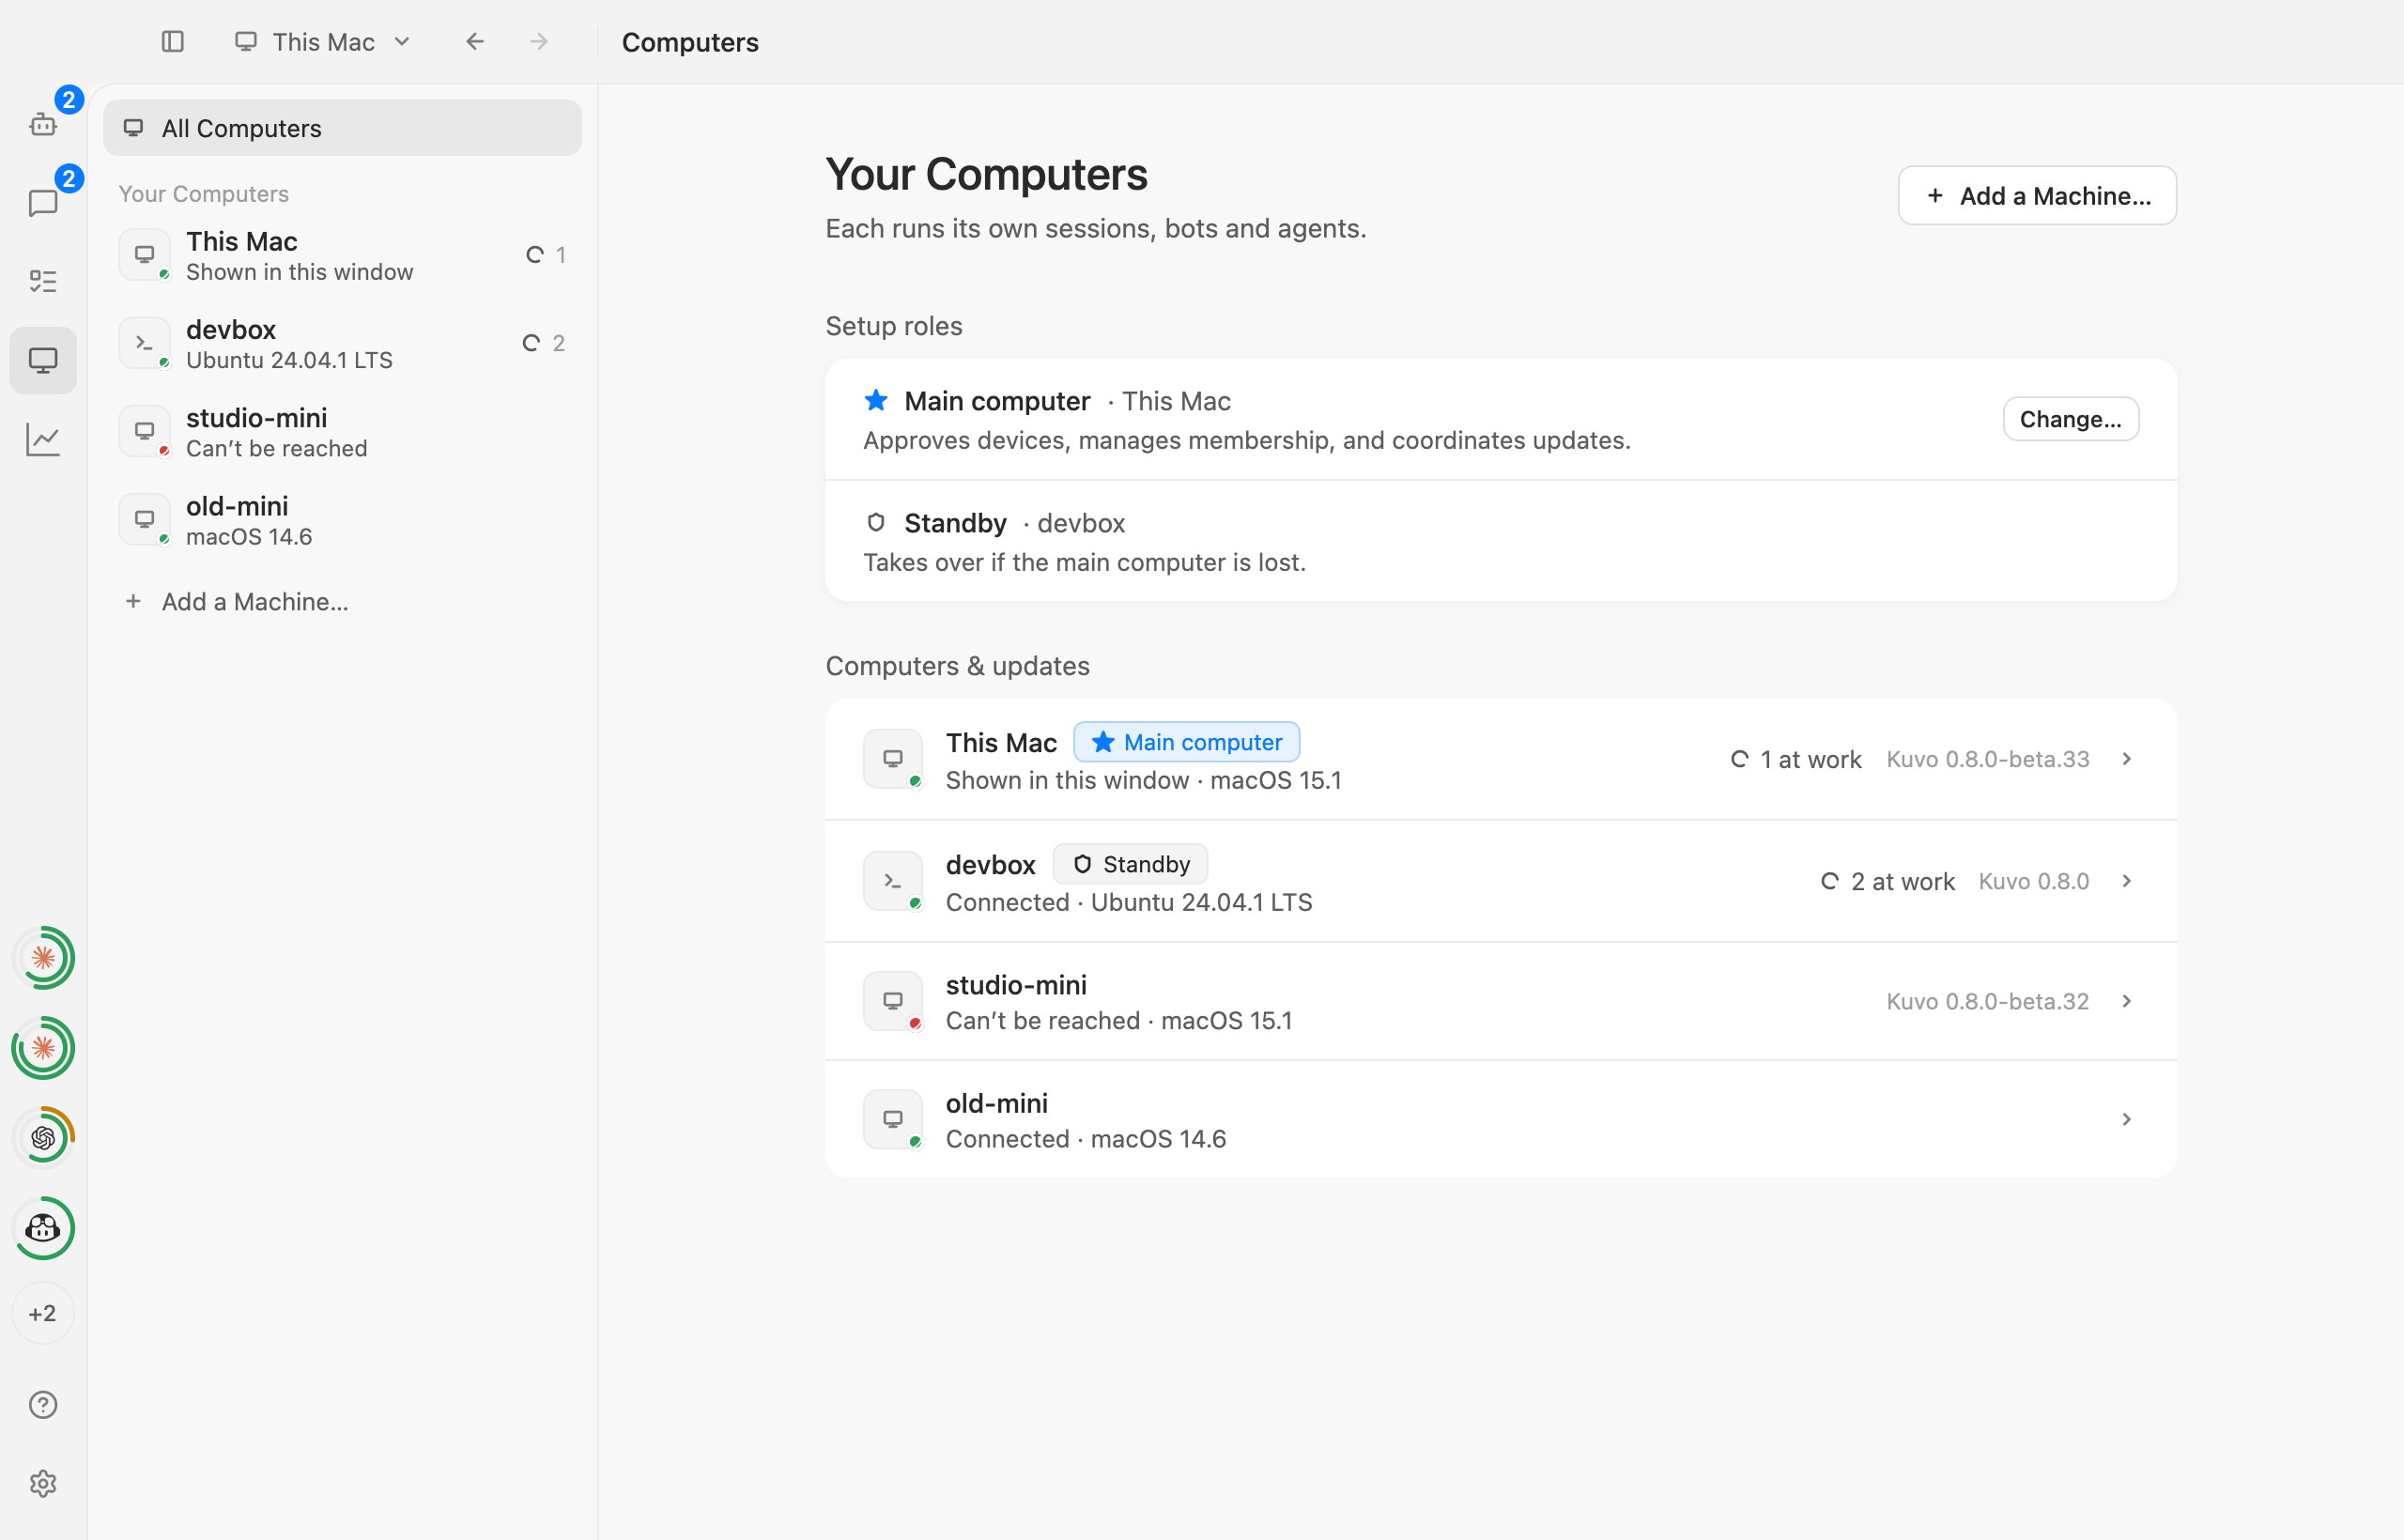 This Mac
Computers
2
2
All Computers
Your Computers
This Mac
Shown in this window
1
devbox
Ubuntu 24.04.1 LTS
2
studio-mini
Can’t be reached
old-mini
macOS 14.6
+ Add a Machine...
+2
Your Computers
Each runs its own sessions, bots and agents.
+ Add a Machine...
Setup roles
Main computer · This Mac
Approves devices, manages membership, and coordinates updates.
Change...
Standby · devbox
Takes over if the main computer is lost.
Computers & updates
This Mac Main computer
Shown in this window · macOS 15.1
1 at work Kuvo 0.8.0-beta.33
devbox Standby
Connected · Ubuntu 24.04.1 LTS
2 at work Kuvo 0.8.0
studio-mini
Can’t be reached · macOS 15.1
Kuvo 0.8.0-beta.32
old-mini
Connected · macOS 14.6